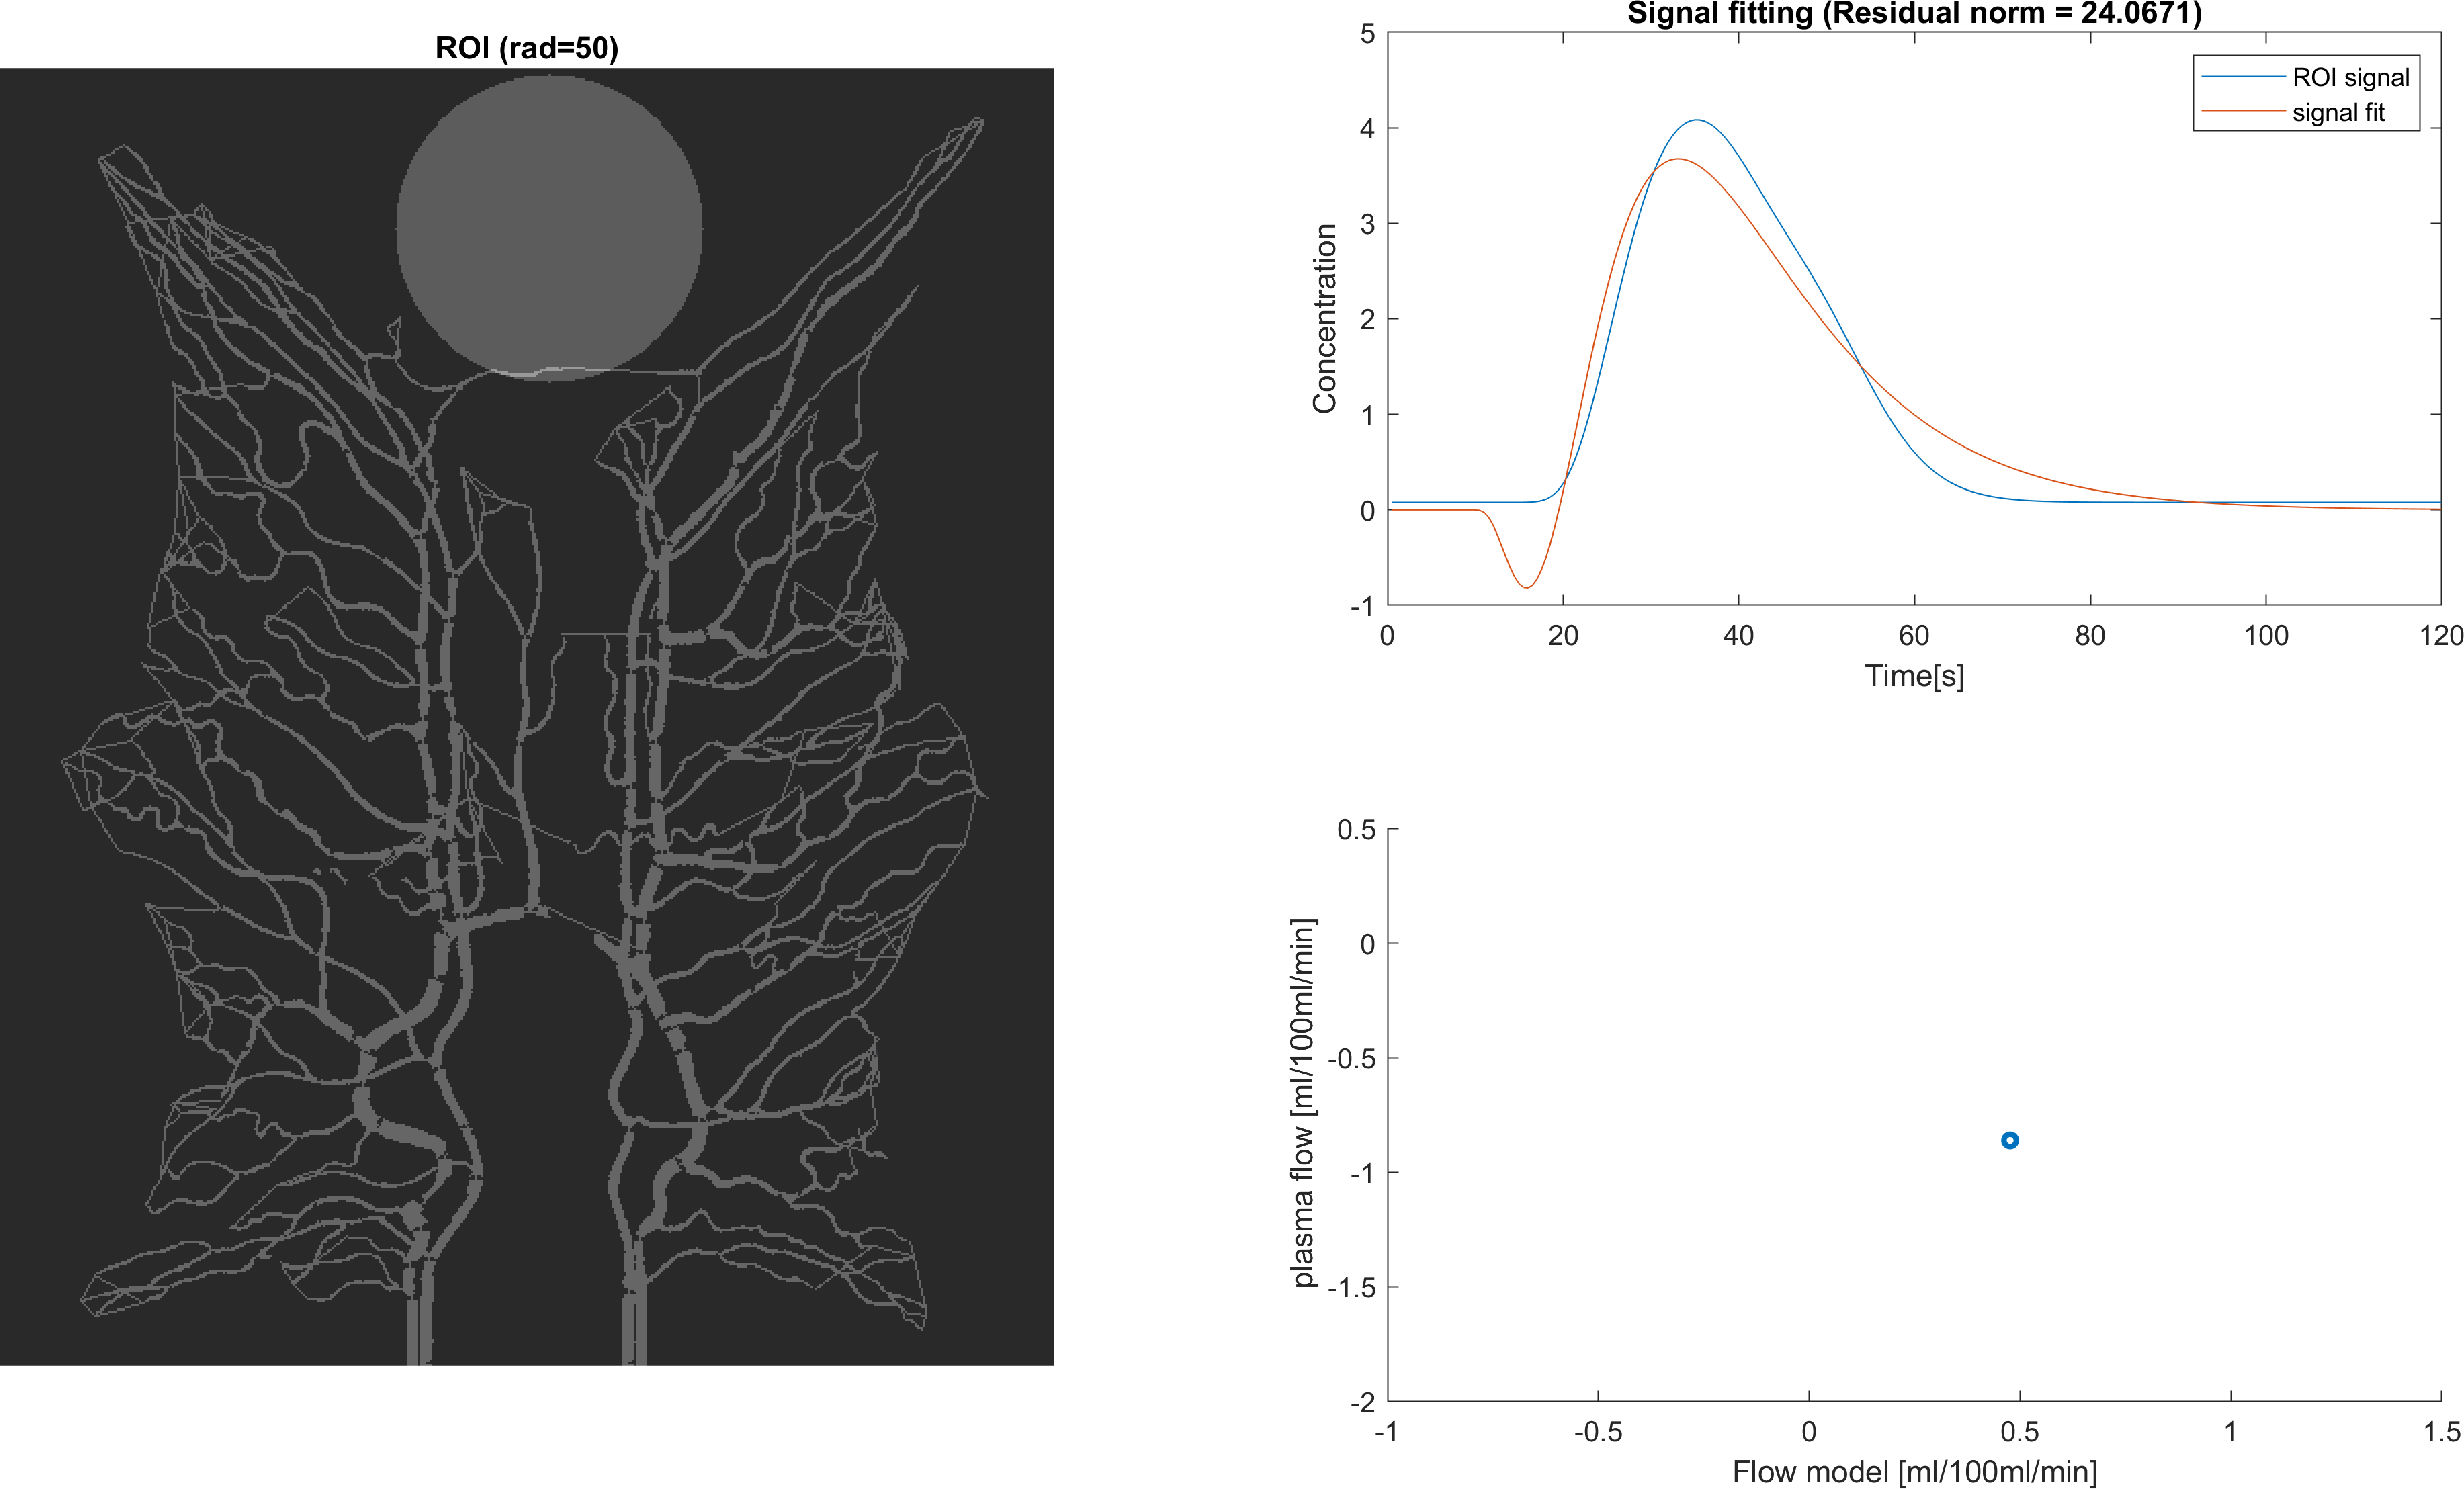 ROI (rad=50)
Signal fitting (Residual norm = 24.0671)
5
4
3
2
1
0
-1
0 20 40 60 80 100 120
Concentration
Time[s]
ROI signal
signal fit
0.5
0
-0.5
-1
-1.5
-2
-1 -0.5 0 0.5 1 1.5
□ plasma flow [ml/100ml/min]
Flow model [ml/100ml/min]